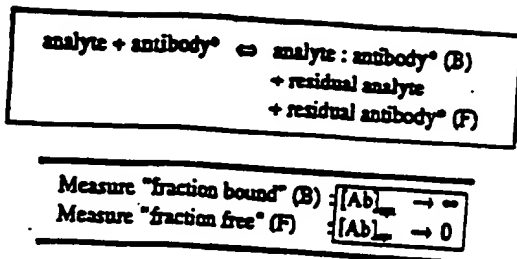 analyte + antibody* ⇔ analyte : antibody* (B)
+ residual analyte
+ residual antibody* (F)
Measure "fraction bound" (B) : [Ab] → ∞
Measure "fraction free" (F) : [Ab] → 0